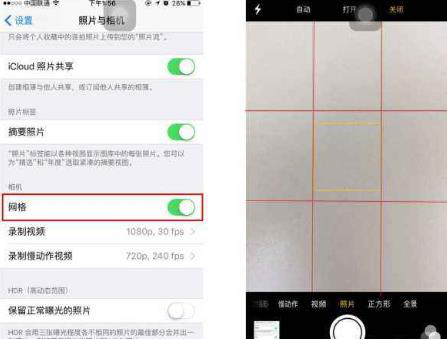 中国联通
下午1:56
28%
设置
照片与相机
只会将个人收藏中的连拍照片上传到您的“照片流”。
iCloud 照片共享
创建相簿与他人共享，或订阅他人共享的相簿。
照片标签
摘要照片
“照片”标签能以各种视图显示图库中的每张照片。您可以
为“精选”和“年度”选取紧凑的摘要视图。
相机
网格
录制视频 1080p, 30 fps
录制慢动作视频 720p, 240 fps
HDR（高动态范围）
保留正常曝光的照片
HDR 会用三张曝光程度各不相同的照片的最佳部分合并出一
自动 打开 关闭
慢动作 视频 照片 正方形 全景